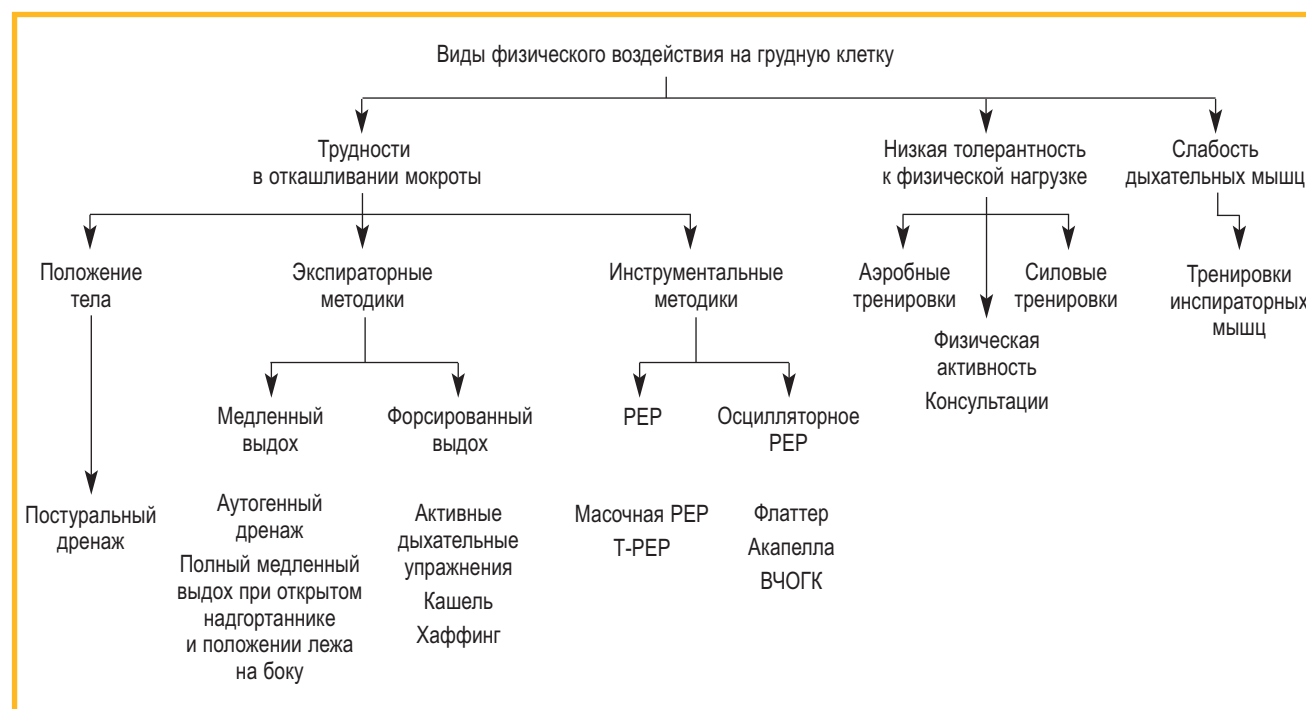 Виды физического воздействия на грудную клетку
Трудности
в откашливании мокроты
Низкая толерантность
к физической нагрузке
Слабость
дыхательных мышц
Положение
тела
Экспираторные
методики
Инструментальные
методики
Аэробные
тренировки
Силовые
тренировки
Тренировки
инспираторных
мышц
Физическая
активность
Консультации
Медленный
выдох
Форсированный
выдох
PEP
Осцилляторное
PEP
Постуральный
дренаж
Аутогенный
дренаж
Полный медленный
выдох при открытом
надгортаннике
и положении лежа
на боку
Активные
дыхательные
упражнения
Кашель
Хаффинг
Масочная PEP
Т-PEP
Флаттер
Акапелла
ВЧОГК